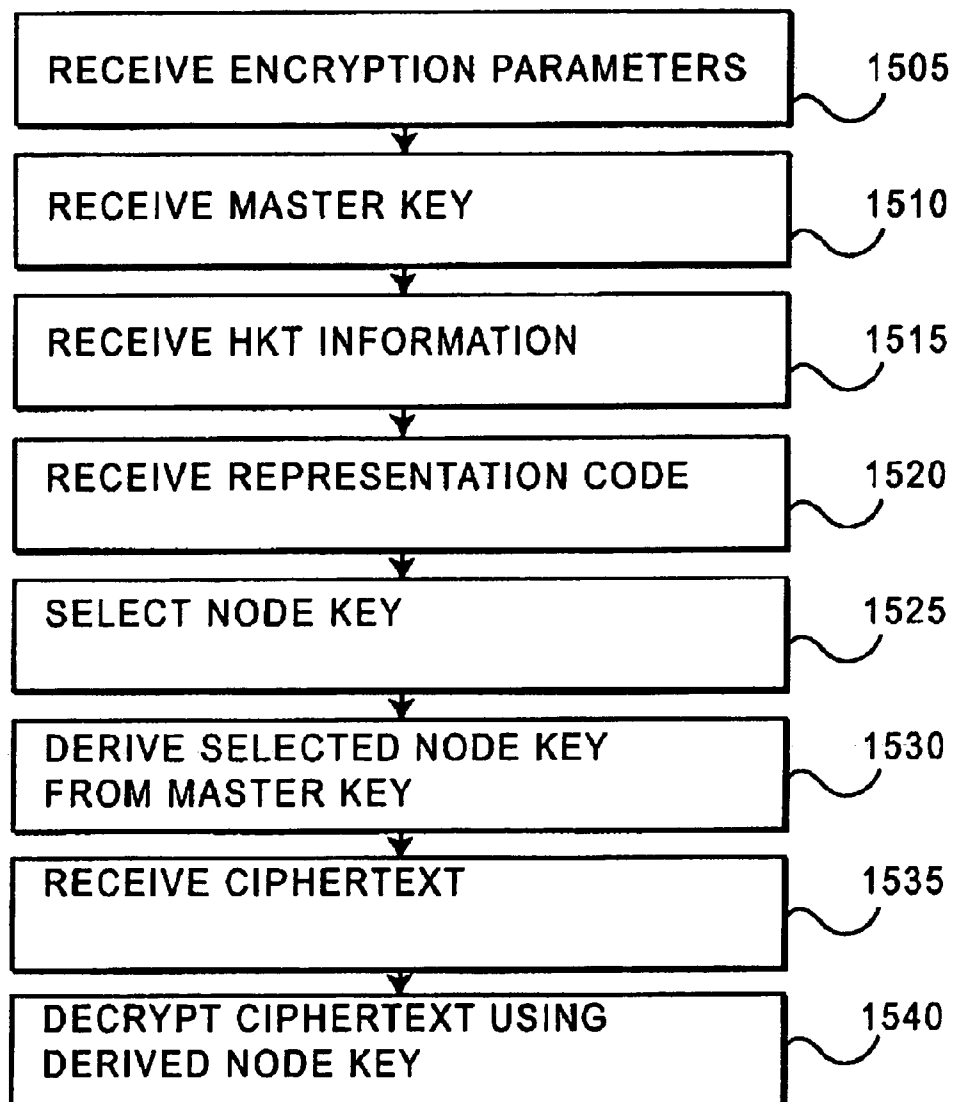 RECEIVE ENCRYPTION PARAMETERS 1505
RECEIVE MASTER KEY 1510
RECEIVE HKT INFORMATION 1515
RECEIVE REPRESENTATION CODE 1520
SELECT NODE KEY 1525
DERIVE SELECTED NODE KEY 1530
FROM MASTER KEY
RECEIVE CIPHERTEXT 1535
DECRYPT CIPHERTEXT USING 1540
DERIVED NODE KEY